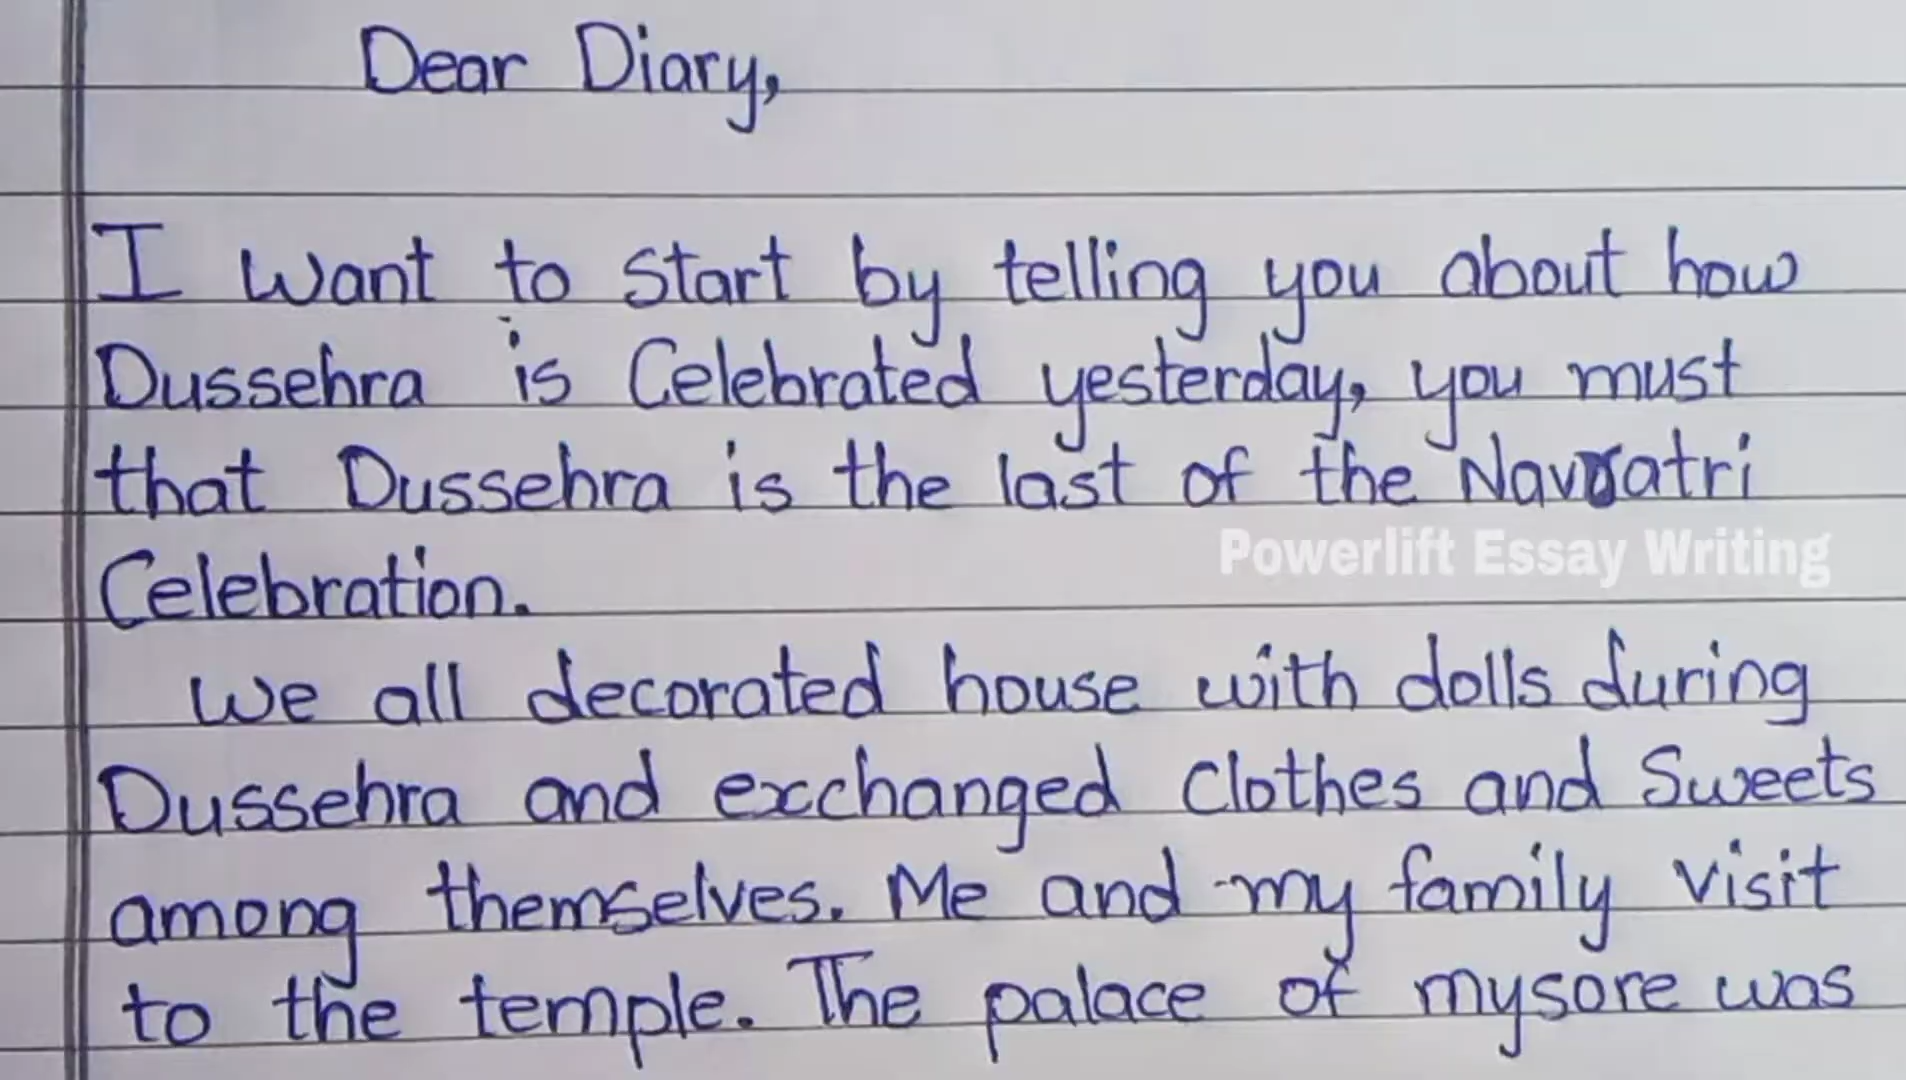 Dear Diary,
I want to start by telling you about how
Dussehra is Celebrated yesterday, you must
that Dussehra is the last of the Navratri
Powerlift Essay Writing
Celebration.
We all decorated house with dolls during
Dussehra and exchanged Clothes and Sweets
among themselves. Me and my family visit
to the temple. The palace of mysore was